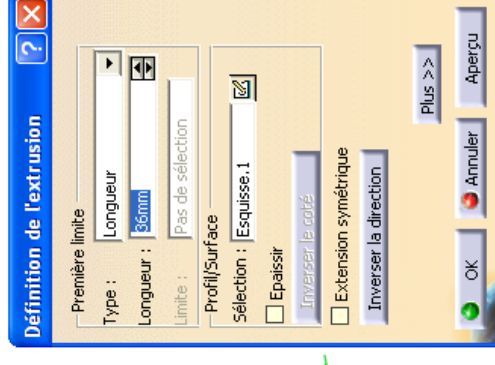 Définition de l'extrusion
Première limite
Type : Longueur
Longueur : 36mm
Limite : Pas de sélection
Profil/Surface
Sélection : Esquisse.1
Epaissir
Inverser le coté
Extension symétrique
Inverser la direction
Plus >>
OK Annuler Aperçu